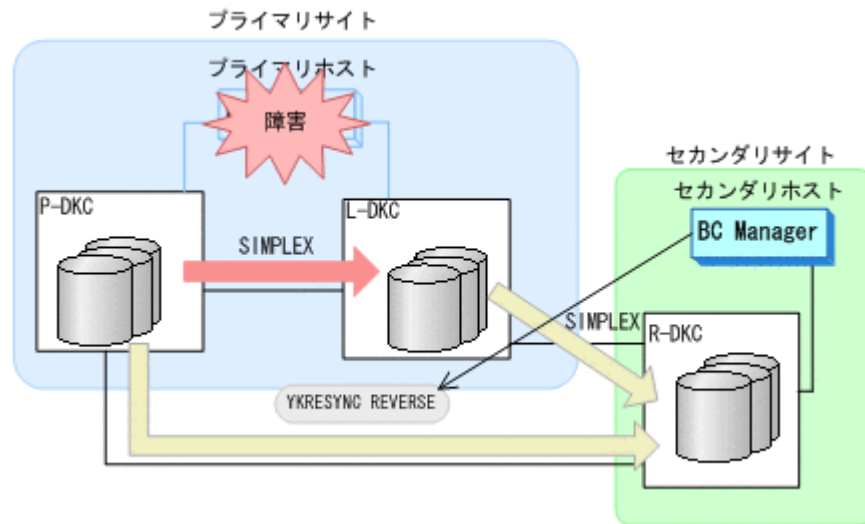 プライマリサイト
プライマリホスト
障害
セカンダリサイト
セカンダリホスト
P-DKC
L-DKC
BC Manager
SIMPLEX
SIMPLEX
R-DKC
YKRESYNC REVERSE